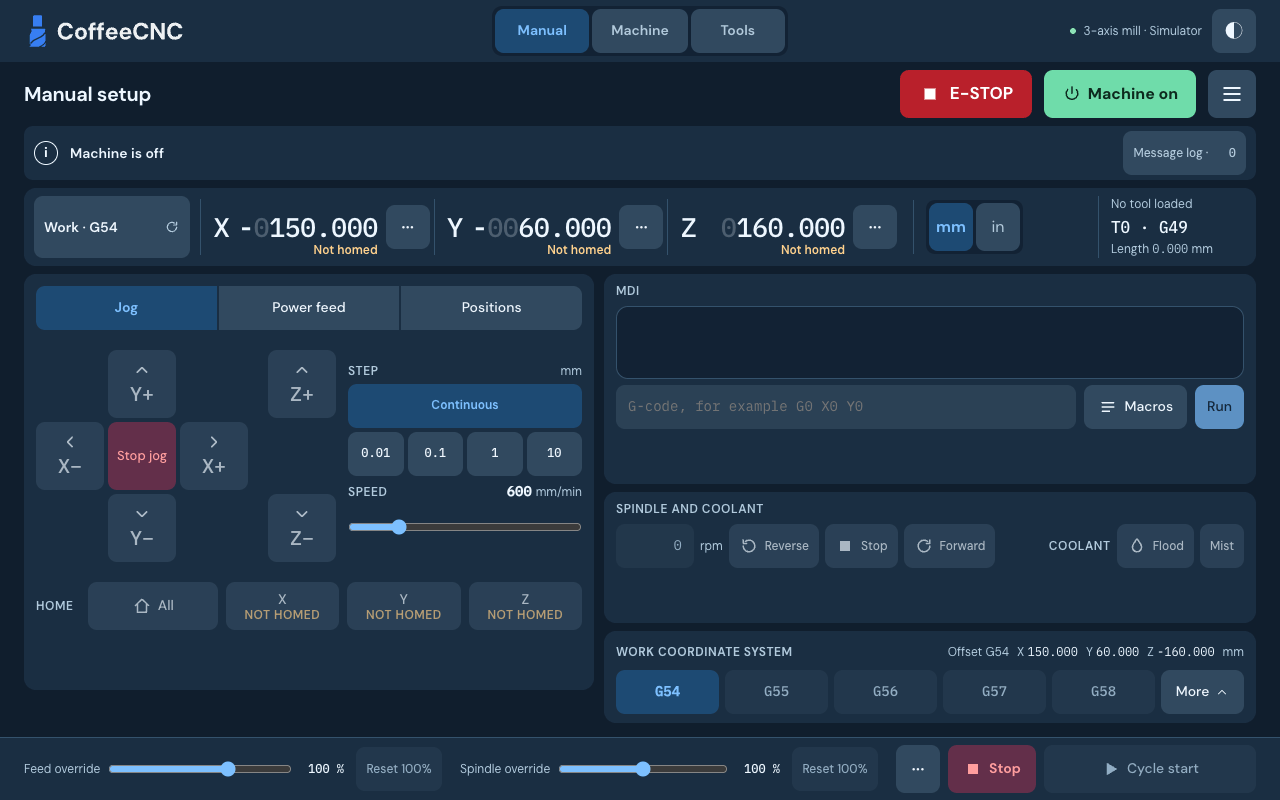 CoffeeCNC
Manual
Machine
Tools
3-axis mill · Simulator
Manual setup
E-STOP
Machine on
i
Machine is off
Message log · 0
Work · G54
X -0150.000
Not homed
Y -0060.000
Not homed
Z 0160.000
Not homed
mm
in
No tool loaded
T0 · G49
Length 0.000 mm
Jog
Power feed
Positions
Y+
Z+
X−
Stop jog
X+
Y−
Z−
STEP mm
Continuous
0.01
0.1
1
10
SPEED 600 mm/min
HOME
All
X
NOT HOMED
Y
NOT HOMED
Z
NOT HOMED
MDI
G-code, for example G0 X0 Y0
Macros
Run
SPINDLE AND COOLANT
0 rpm
Reverse
Stop
Forward
COOLANT
Flood
Mist
WORK COORDINATE SYSTEM
Offset G54 X 150.000 Y 60.000 Z -160.000 mm
G54
G55
G56
G57
G58
More
Feed override
100 %
Reset 100%
Spindle override
100 %
Reset 100%
Stop
Cycle start